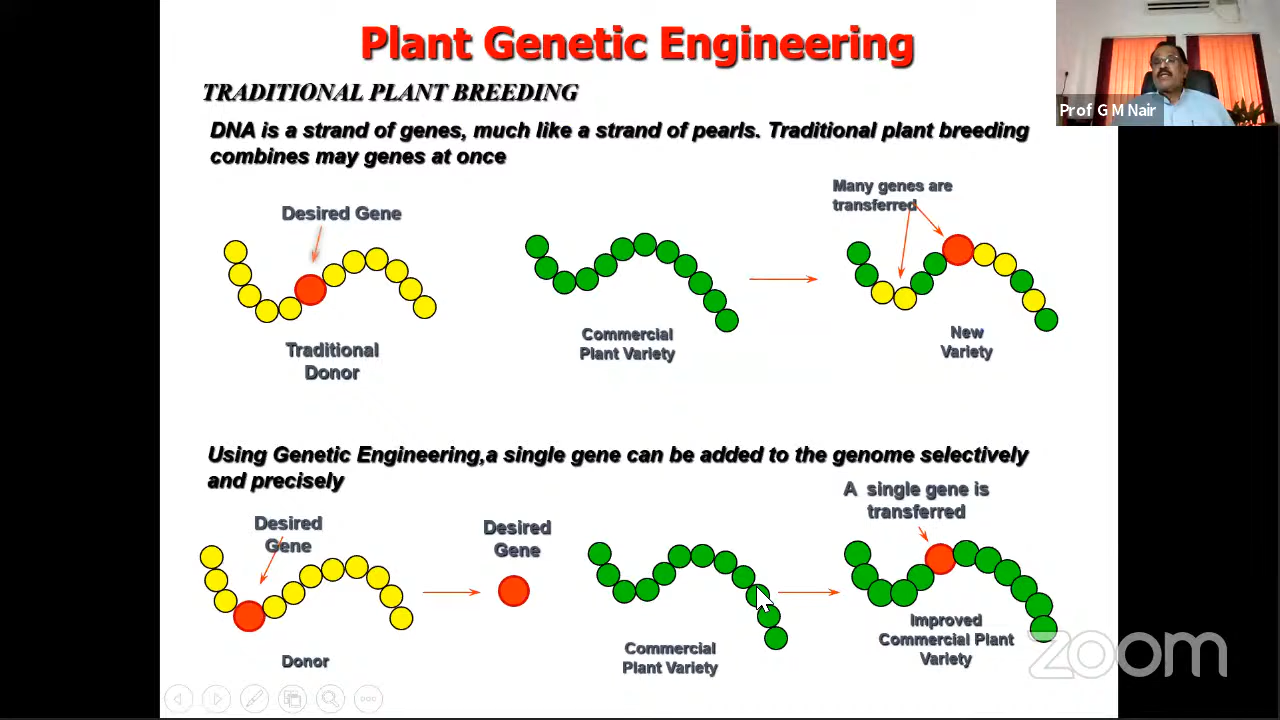 Plant Genetic Engineering
Prof G M Nair
TRADITIONAL PLANT BREEDING
DNA is a strand of genes, much like a strand of pearls. Traditional plant breeding
combines may genes at once
Many genes are
transferred
Desired Gene
Commercial
Plant Variety
New
Variety
Traditional
Donor
Using Genetic Engineering,a single gene can be added to the genome selectively
and precisely
A single gene is
transferred
Desired
Gene
Desired
Gene
Improved
Commercial Plant
Variety
Commercial
Plant Variety
Donor
zoom